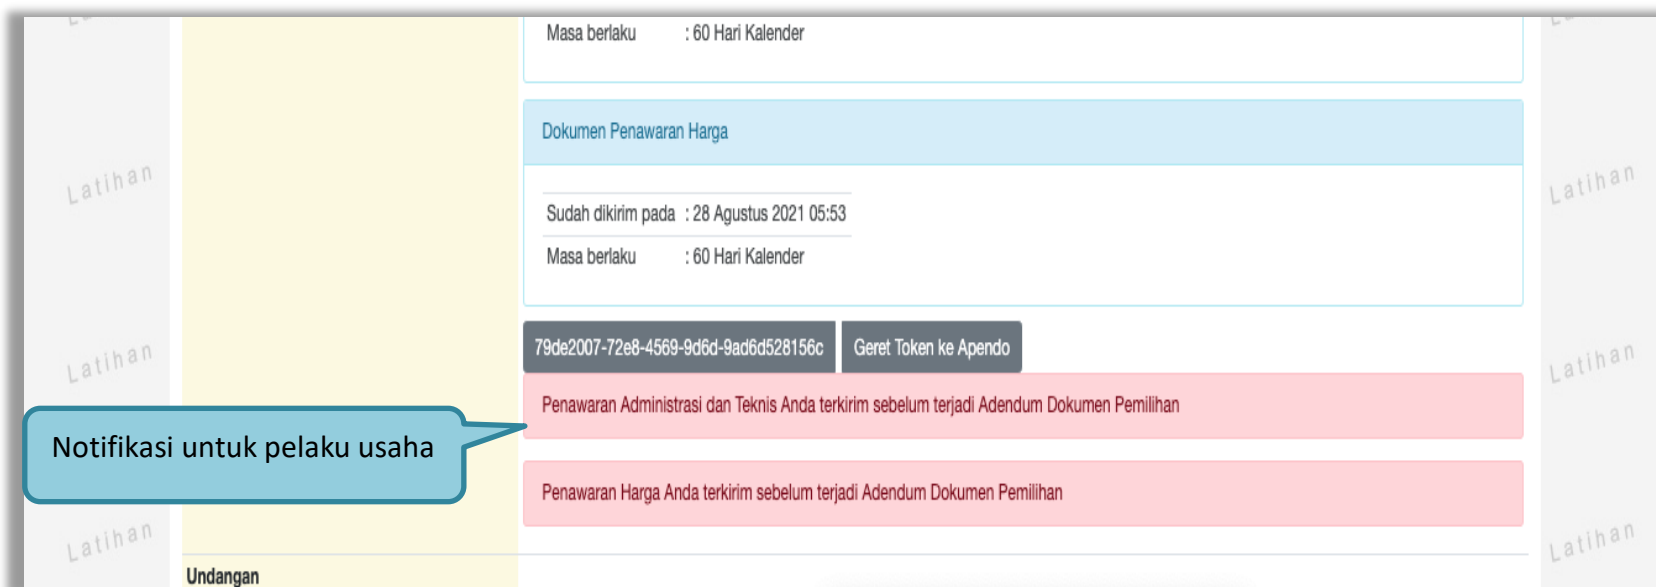 Masa berlaku : 60 Hari Kalender
Dokumen Penawaran Harga
Latihan
Latihan
Sudah dikirim pada : 28 Agustus 2021 05:53
Masa berlaku : 60 Hari Kalender
79de2007-72e8-4569-9d6d-9ad6d528156c Geret Token ke Apendo
Latihan
Latihan
Penawaran Administrasi dan Teknis Anda terkirim sebelum terjadi Adendum Dokumen Pemilihan
Notifikasi untuk pelaku usaha
Penawaran Harga Anda terkirim sebelum terjadi Adendum Dokumen Pemilihan
Latihan
Latihan
Undangan